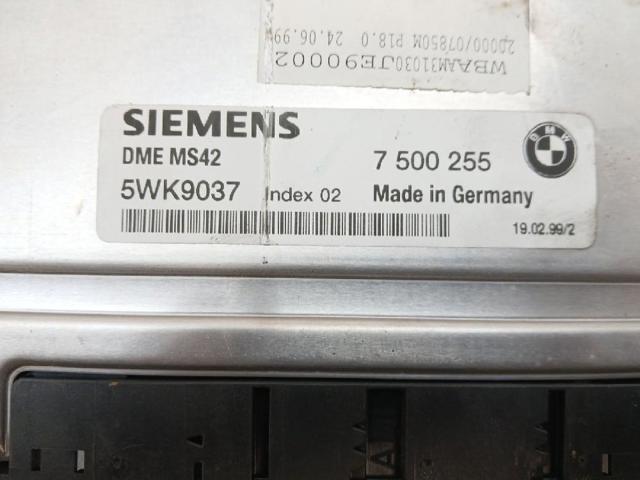 2D000/07850M P18.0 24.06.99
WBAAM31030JE90002
SIEMENS
BMW
DME MS42 7 500 255
5WK9037 Index 02 Made in Germany
19.02.99/2